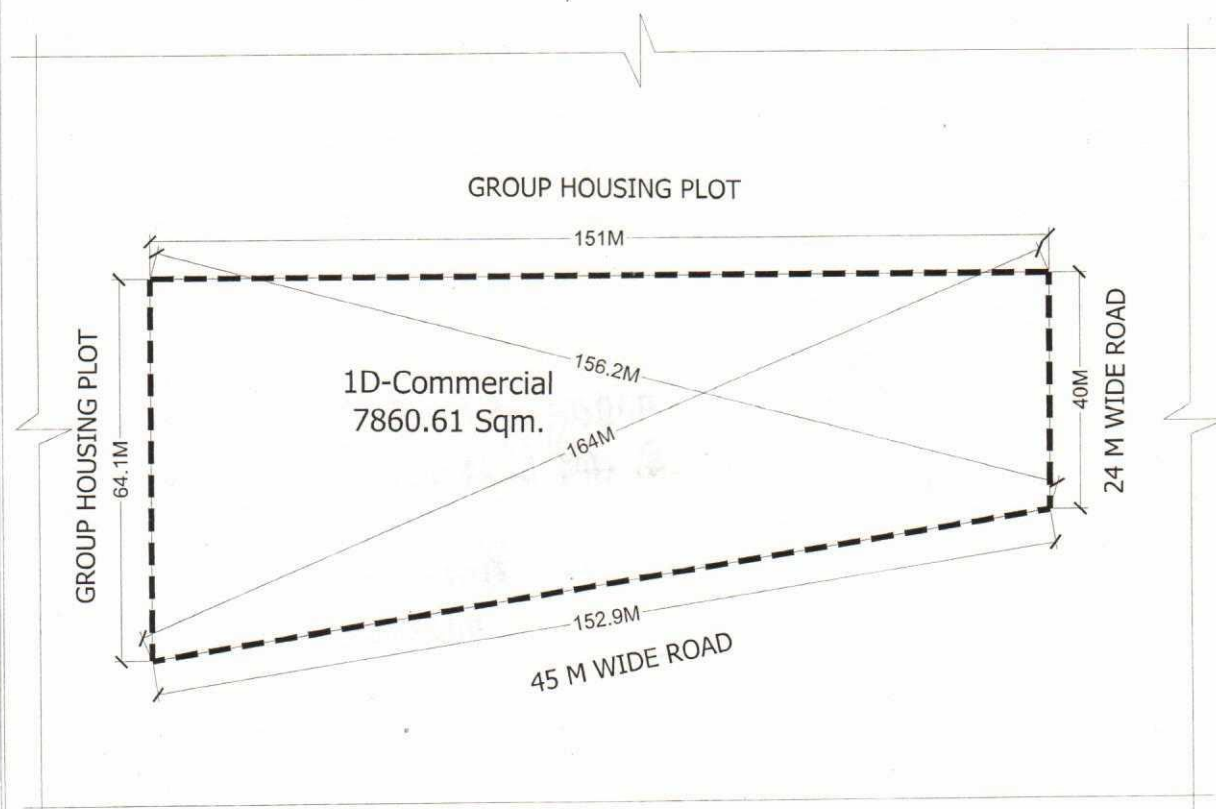 GROUP HOUSING PLOT
151M
GROUP HOUSING PLOT
64.1M
1D-Commercial
7860.61 Sqm.
156.2M
164M
40M
24 M WIDE ROAD
152.9M
45 M WIDE ROAD